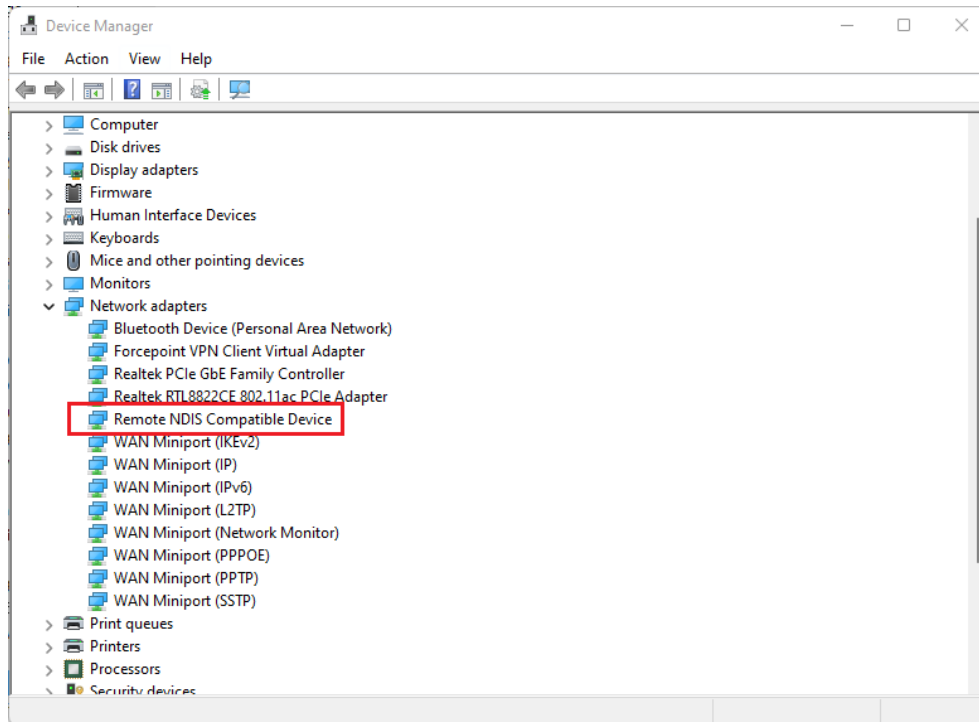 Device Manager
File Action View Help
Computer
Disk drives
Display adapters
Firmware
Human Interface Devices
Keyboards
Mice and other pointing devices
Monitors
Network adapters
Bluetooth Device (Personal Area Network)
Forcepoint VPN Client Virtual Adapter
Realtek PCIe GbE Family Controller
Realtek RTL8822CE 802.11ac PCIe Adapter
Remote NDIS Compatible Device
WAN Miniport (IKEv2)
WAN Miniport (IP)
WAN Miniport (IPv6)
WAN Miniport (L2TP)
WAN Miniport (Network Monitor)
WAN Miniport (PPPOE)
WAN Miniport (PPTP)
WAN Miniport (SSTP)
Print queues
Printers
Processors
Security devices